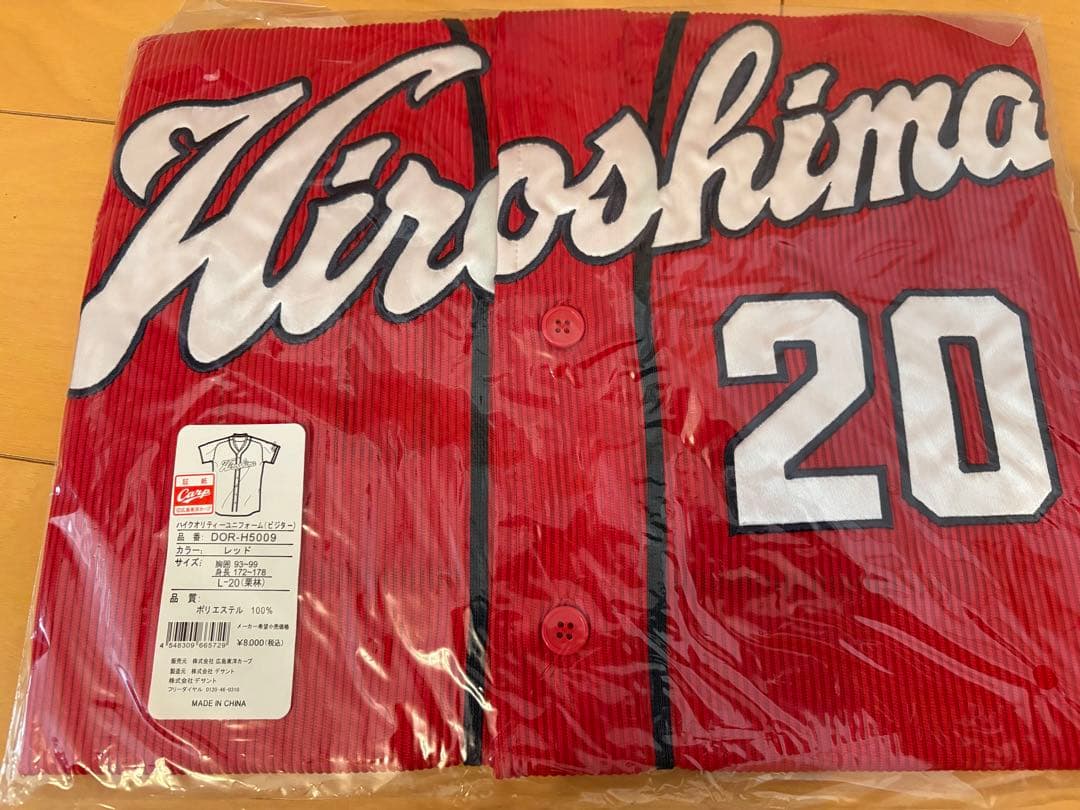 Hiroshima
20
Hiroshima
証 紙
Carp
©広島東洋カープ
ハイクオリティーユニフォーム(ビジター)
品 番: DOR-H5009
カラー: レッド
サイズ: 胸囲 93~99
身長 172~178
L-20(栗林)
品 質:
ポリエステル 100%
メーカー希望小売価格
¥8,000(税込)
4 548309 665729
販売元 株式会社 広島東洋カープ
製造元 株式会社 デサント
株式会社デサント
フリーダイヤル 0120-46-0310
MADE IN CHINA